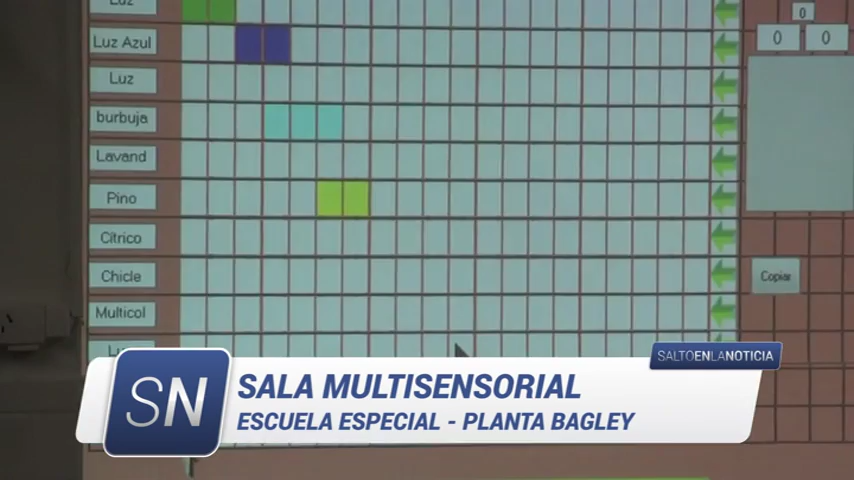 Luz
0
Luz Azul
0 0
Luz
burbuja
Lavand
Pino
Cítrico
Chicle
Copiar
Multicol
SALTOENLANOTICIA
SN
SALA MULTISENSORIAL
ESCUELA ESPECIAL - PLANTA BAGLEY